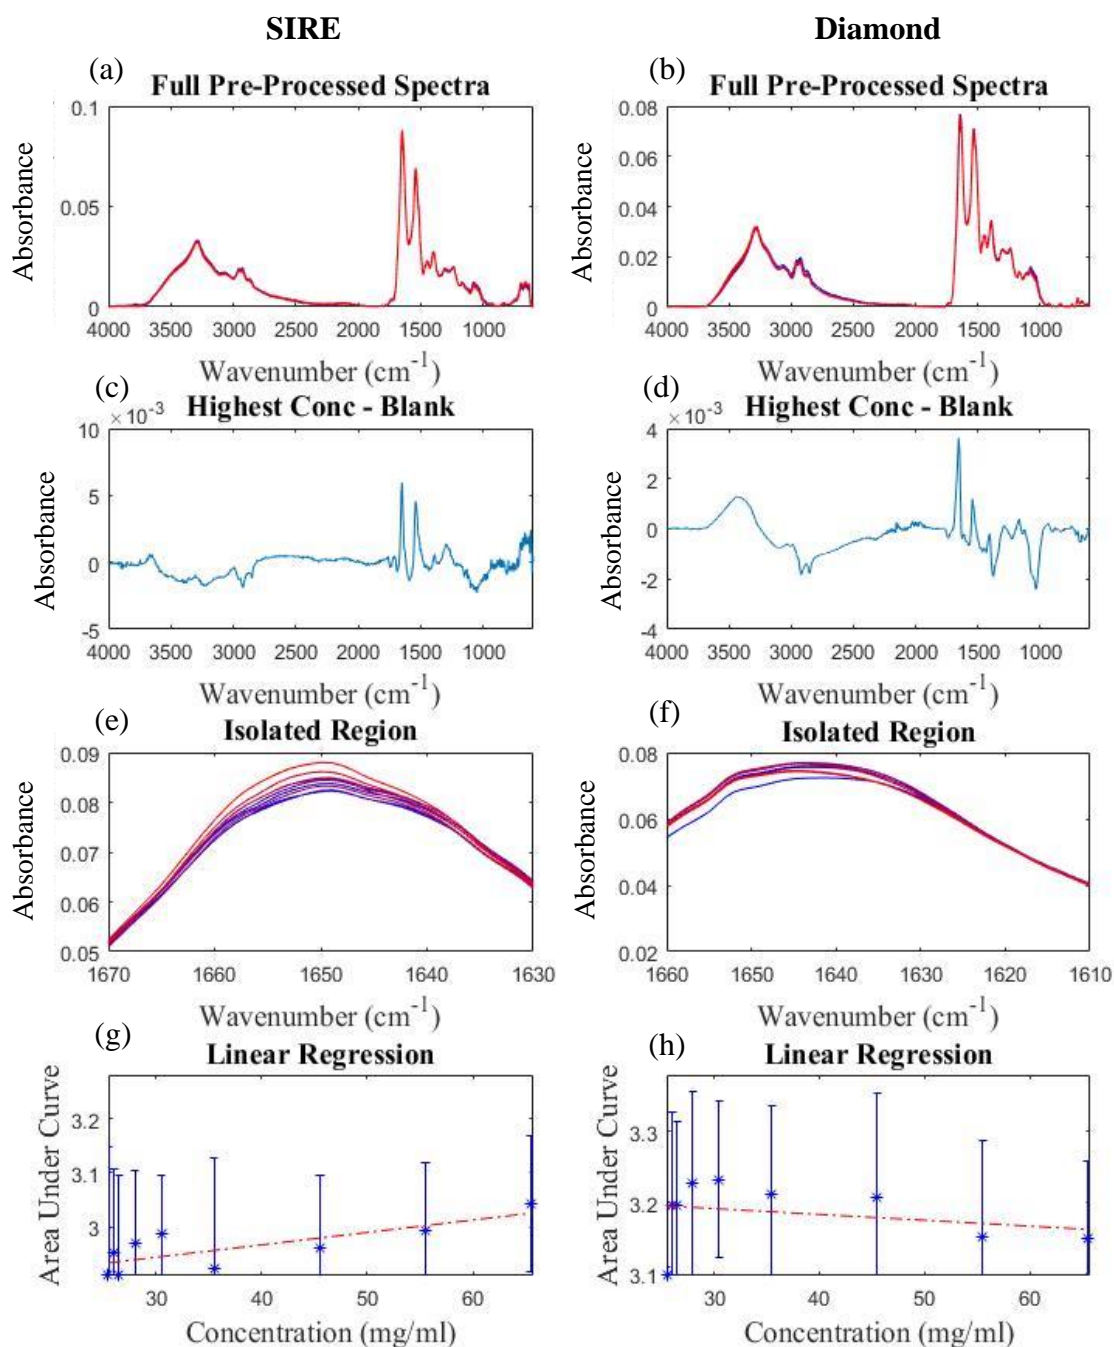 SIRE Diamond
(a) (b)
Full Pre-Processed Spectra Full Pre-Processed Spectra
0.1 0.08
0.06
Absorbance 0.05 Absorbance 0.04
0.02
0 0
4000 3500 3000 2500 2000 1500 1000 4000 3500 3000 2500 2000 1500 1000
Wavenumber (cm⁻¹) Wavenumber (cm⁻¹)
(c) (d)
×10⁻³ Highest Conc - Blank ×10⁻³ Highest Conc - Blank
10 4
5 2
Absorbance 0 Absorbance 0
-2
-5 -4
4000 3500 3000 2500 2000 1500 1000 4000 3500 3000 2500 2000 1500 1000
Wavenumber (cm⁻¹) Wavenumber (cm⁻¹)
(e) (f)
Isolated Region Isolated Region
0.09 0.08
0.08
Absorbance 0.07 Absorbance 0.06
0.06 0.04
0.05 0.02
1670 1660 1650 1640 1630 1660 1650 1640 1630 1620 1610
Wavenumber (cm⁻¹) Wavenumber (cm⁻¹)
(g) (h)
Linear Regression Linear Regression
3.2 3.3
3.1
Area Under Curve 3 Area Under Curve 3.2
3.1
30 40 50 60 30 40 50 60
Concentration (mg/ml) Concentration (mg/ml)